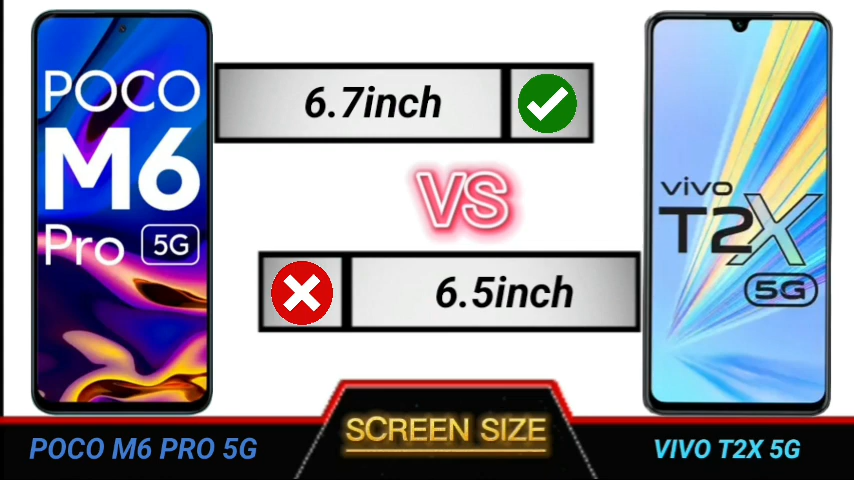 POCO
M6
Pro 5G
6.7inch
VS
6.5inch
vivo
T2X
5G
SCREEN SIZE
POCO M6 PRO 5G
VIVO T2X 5G